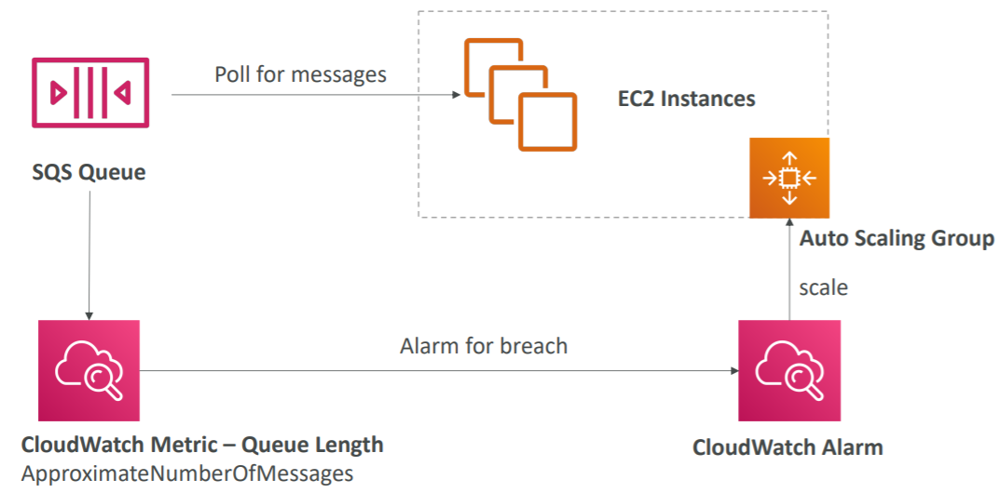 Poll for messages
EC2 Instances
SQS Queue
Auto Scaling Group
scale
Alarm for breach
CloudWatch Metric – Queue Length
ApproximateNumberOfMessages
CloudWatch Alarm